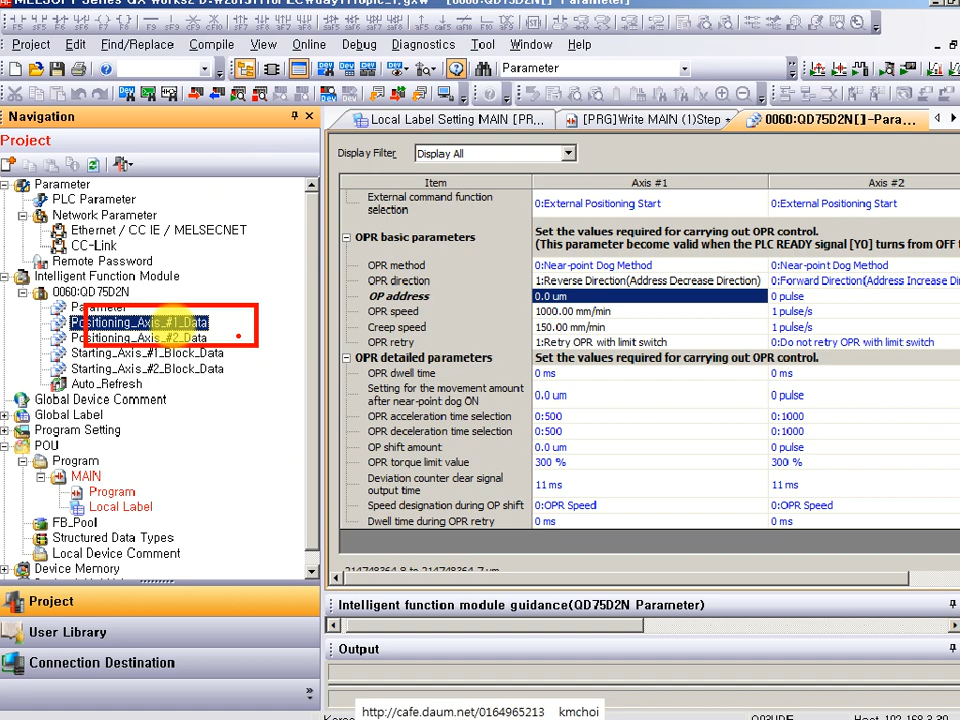 MELSOFT Series GX Works2
[0060:QD75D2N[]-Parameter]
Project Edit Find/Replace Compile View Online Debug Diagnostics Tool Window Help
Parameter
Navigation
Local Label Setting MAIN [PR...
[PRG]Write MAIN (1)Step
0060:QD75D2N[]-Para...
Project
Display Filter
Display All
Item
Axis #1
Axis #2
Parameter
PLC Parameter
Network Parameter
Ethernet / CC IE / MELSECNET
CC-Link
Remote Password
Intelligent Function Module
0060:QD75D2N
Parameter
Positioning_Axis_#1_Data
Positioning_Axis_#2_Data
Starting_Axis_#1_Block_Data
Starting_Axis_#2_Block_Data
Auto_Refresh
Global Device Comment
Global Label
Program Setting
POU
Program
MAIN
Program
Local Label
FB_Pool
Structured Data Types
Local Device Comment
Device Memory
External command function selection
0:External Positioning Start
0:External Positioning Start
OPR basic parameters
Set the values required for carrying out OPR control.
(This parameter become valid when the PLC READY signal [Y0] turns from OFF t
OPR method
0:Near-point Dog Method
0:Near-point Dog Method
OPR direction
1:Reverse Direction(Address Decrease Direction)
0:Forward Direction(Address Increase Di
OP address
0.0 um
0 pulse
OPR speed
1000.00 mm/min
1 pulse/s
Creep speed
150.00 mm/min
1 pulse/s
OPR retry
1:Retry OPR with limit switch
0:Do not retry OPR with limit switch
OPR detailed parameters
Set the values required for carrying out OPR control.
OPR dwell time
0 ms
0 ms
Setting for the movement amount after near-point dog ON
0.0 um
0 pulse
OPR acceleration time selection
0:500
0:1000
OPR deceleration time selection
0:500
0:1000
OP shift amount
0.0 um
0 pulse
OPR torque limit value
300 %
300 %
Deviation counter clear signal output time
11 ms
11 ms
Speed designation during OP shift
0:OPR Speed
0:OPR Speed
Dwell time during OPR retry
0 ms
0 ms
Project
User Library
Connection Destination
Intelligent function module guidance(QD75D2N Parameter)
Output
http://cafe.daum.net/0164965213 kmchoi